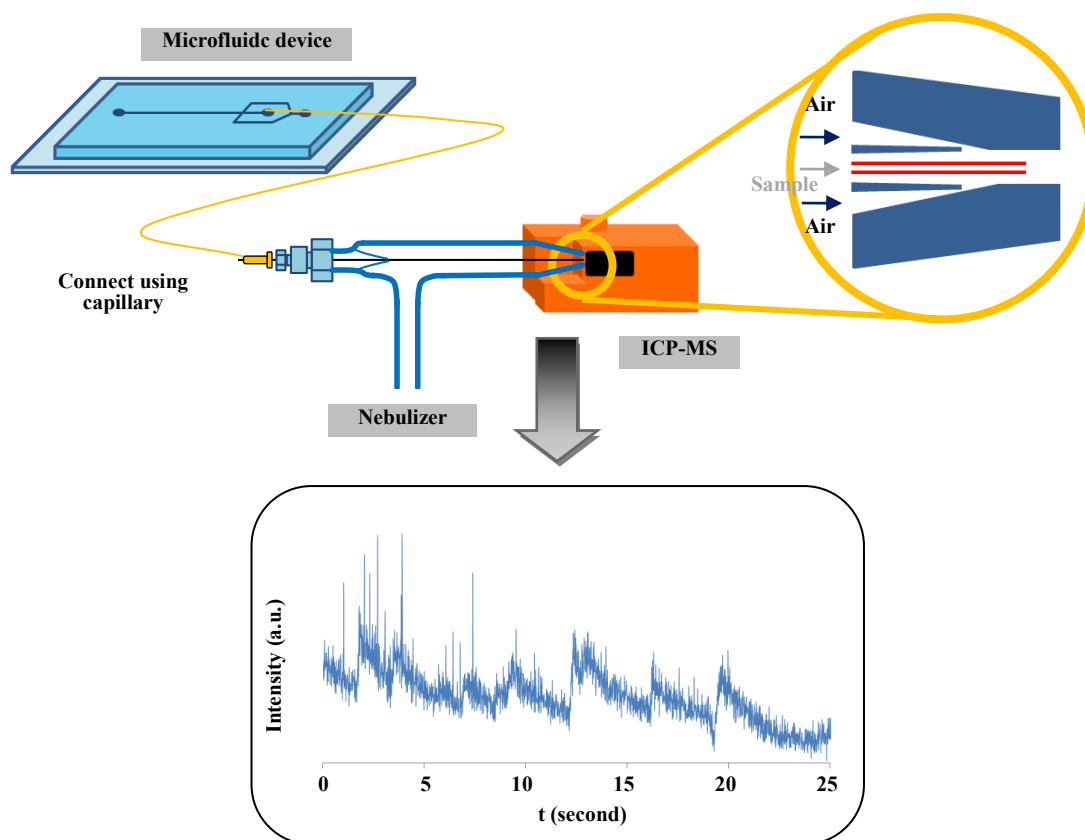 Microfluidc device
Air
Sample
Air
Connect using
capillary
ICP-MS
Nebulizer
Intensity (a.u.)
0 5 10 15 20 25
t (second)